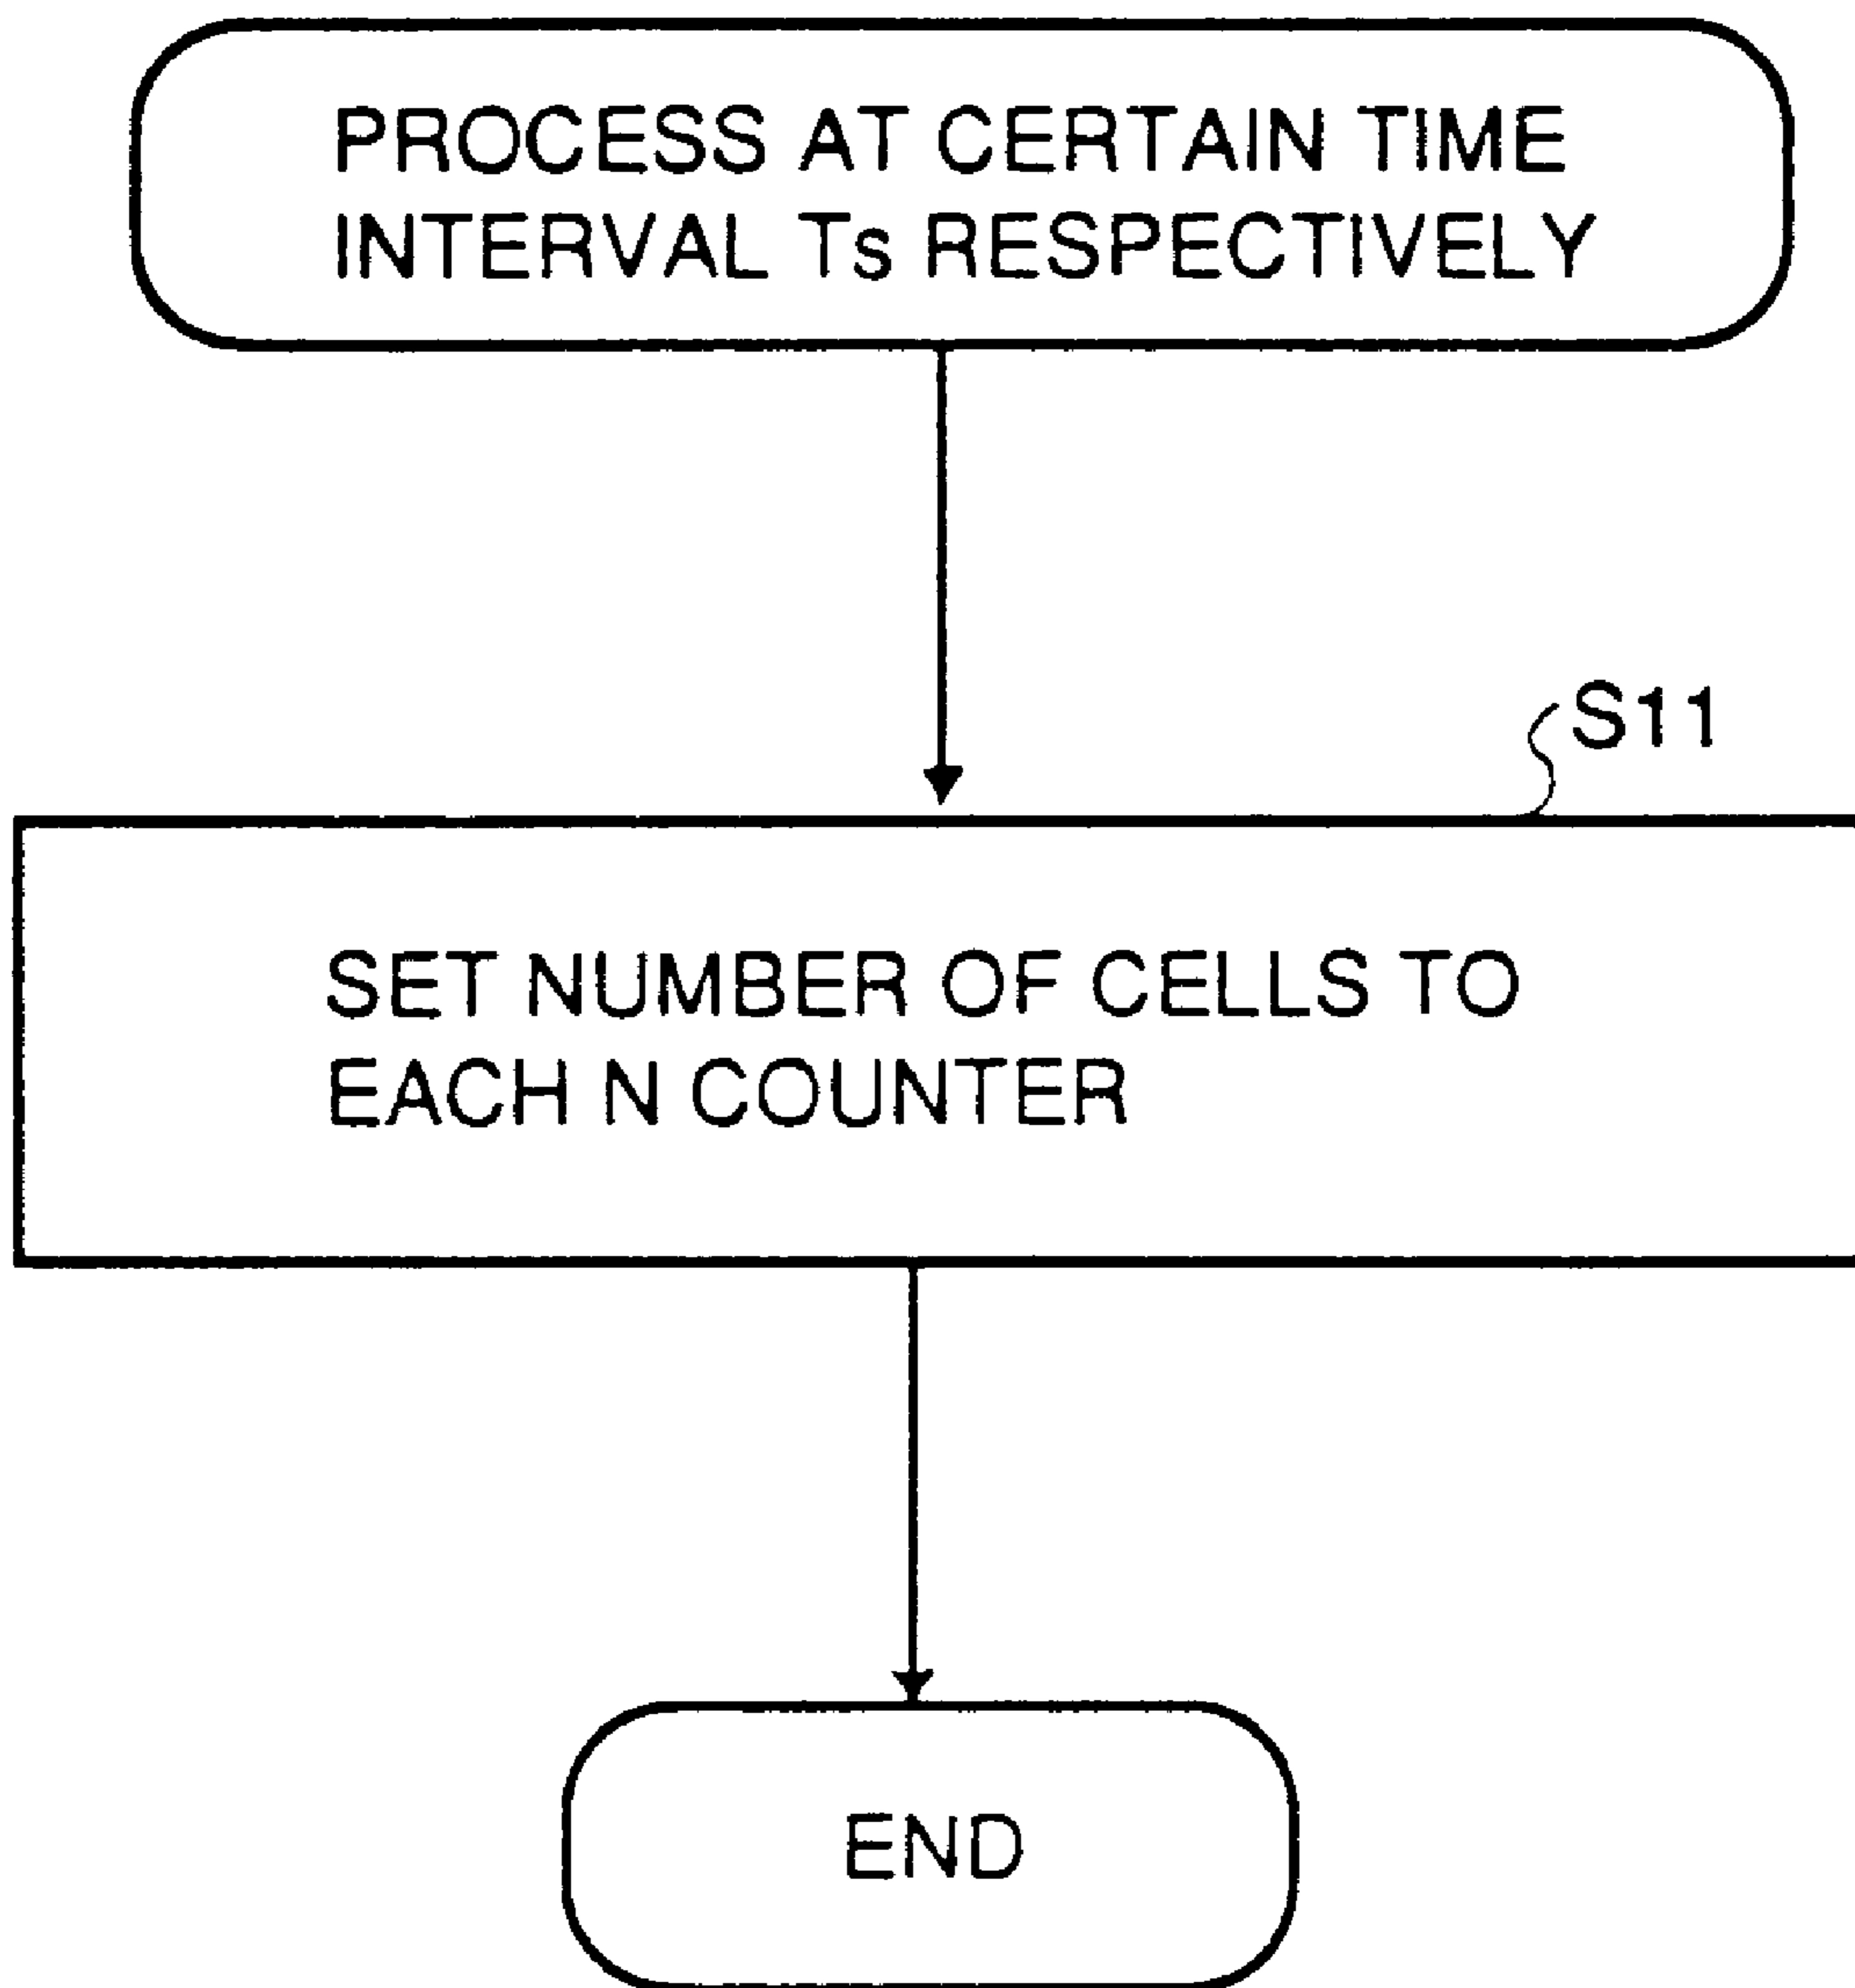 PROCESS AT CERTAIN TIME
INTERVAL Ts RESPECTIVELY
S11
SET NUMBER OF CELLS TO
EACH N COUNTER
END